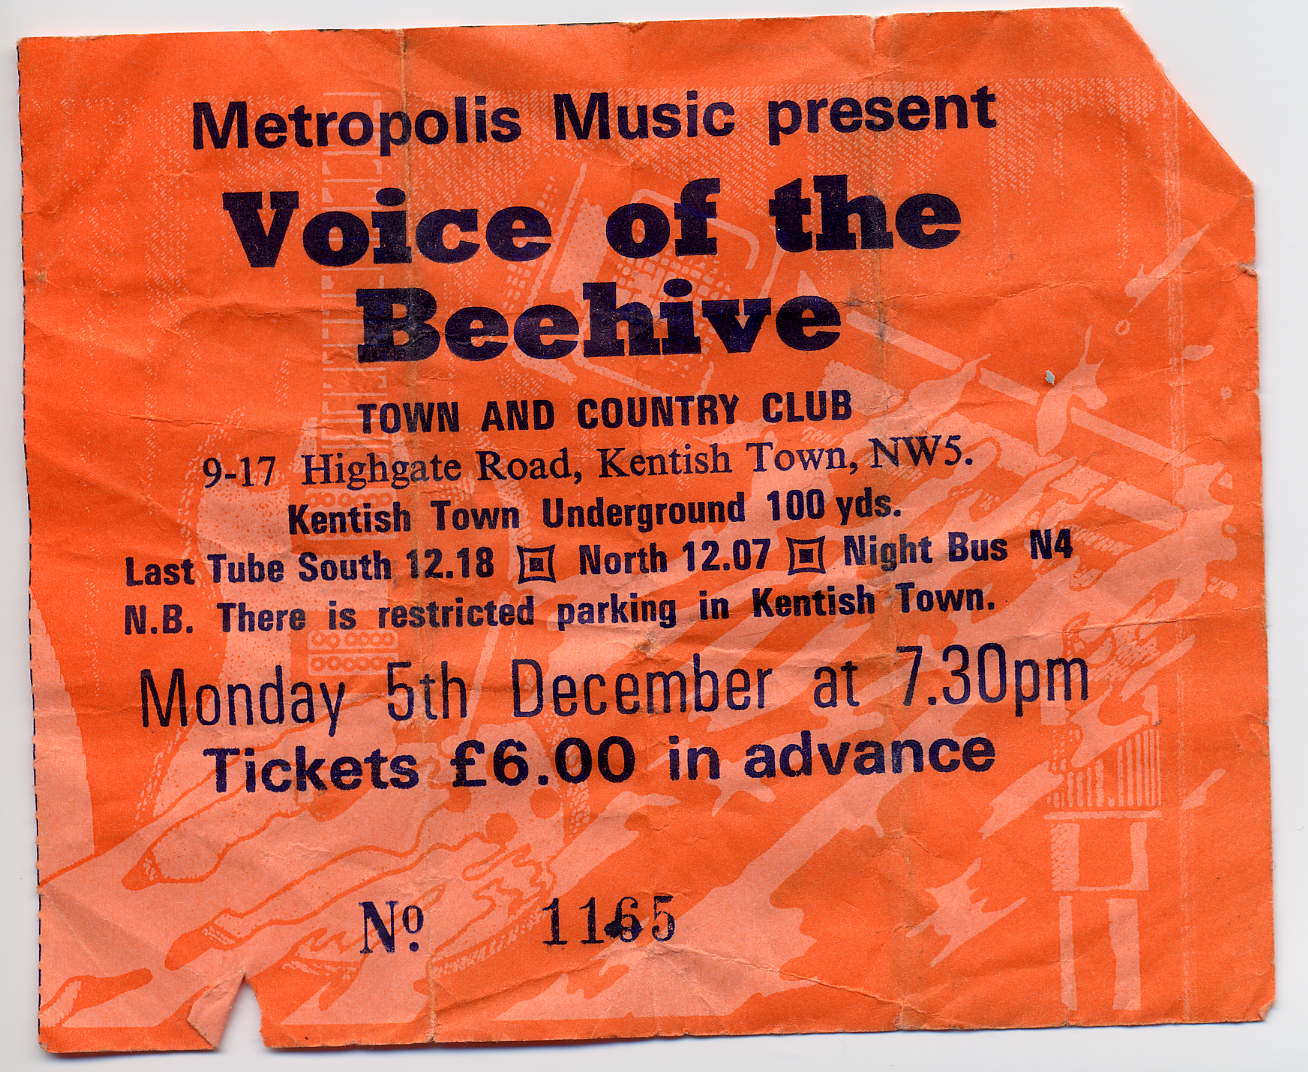 Metropolis Music present
Voice of the
Beehive
TOWN AND COUNTRY CLUB
9-17 Highgate Road, Kentish Town, NW5.
Kentish Town Underground 100 yds.
Last Tube South 12.18 North 12.07 Night Bus N4
N.B. There is restricted parking in Kentish Town.
Monday 5th December at 7.30pm
Tickets £6.00 in advance
Nº 1165